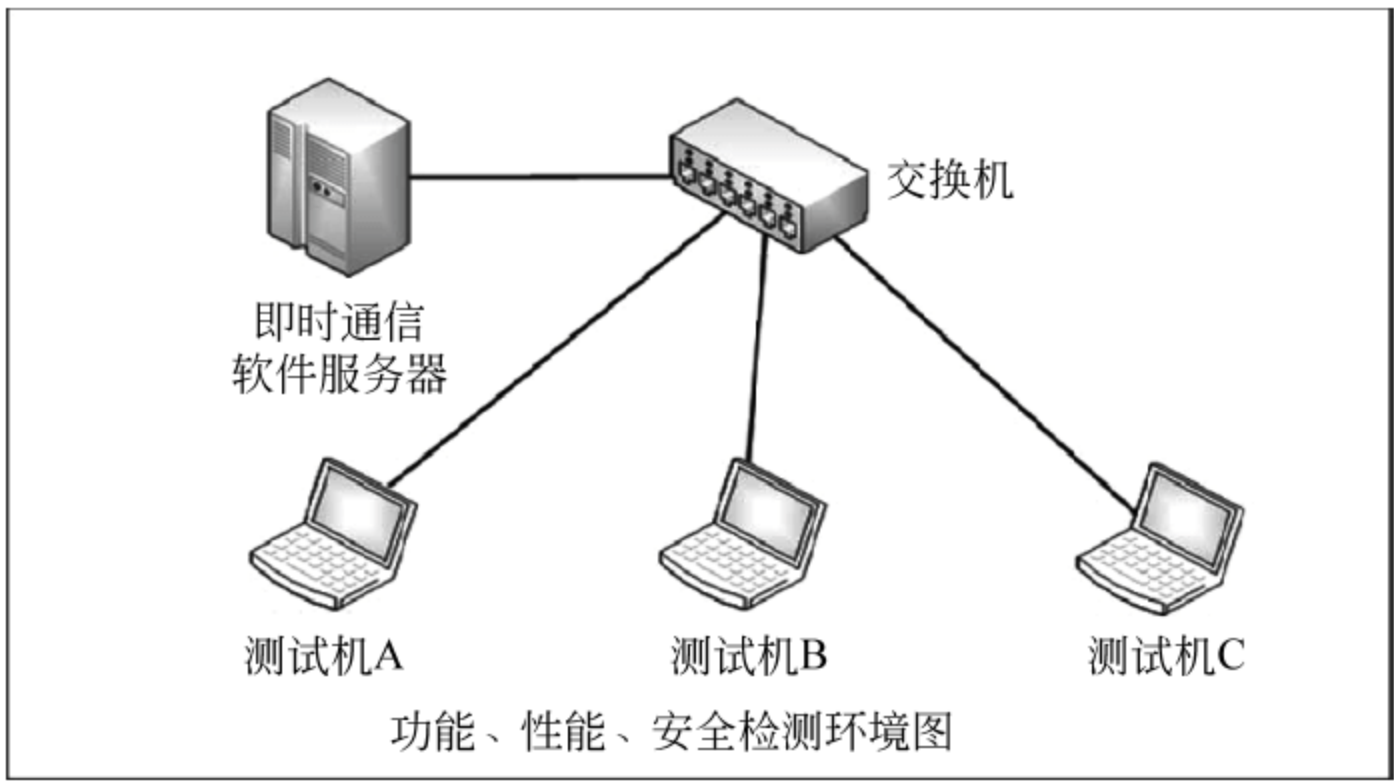 交换机
即时通信
软件服务器
测试机A
测试机B
测试机C
功能、性能、安全检测环境图